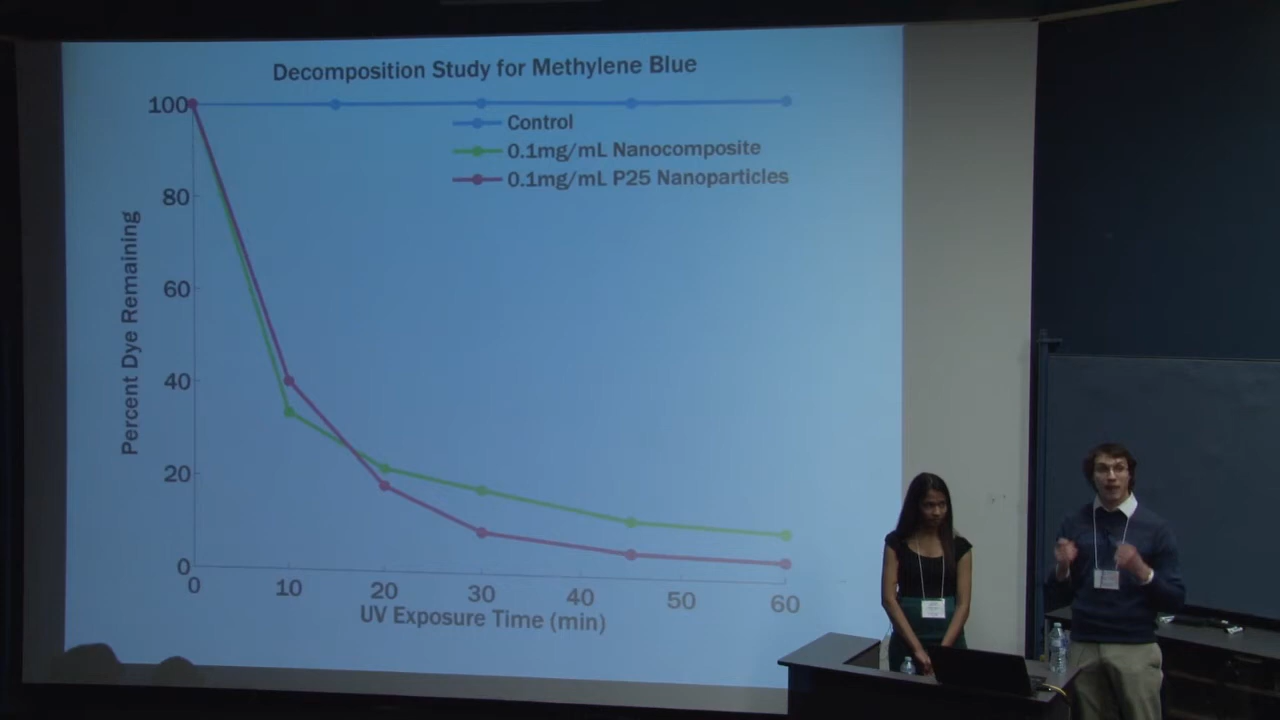 Decomposition Study for Methylene Blue
Control
0.1mg/mL Nanocomposite
0.1mg/mL P25 Nanoparticles
Percent Dye Remaining
100
80
60
40
20
0
0 10 20 30 40 50 60
UV Exposure Time (min)